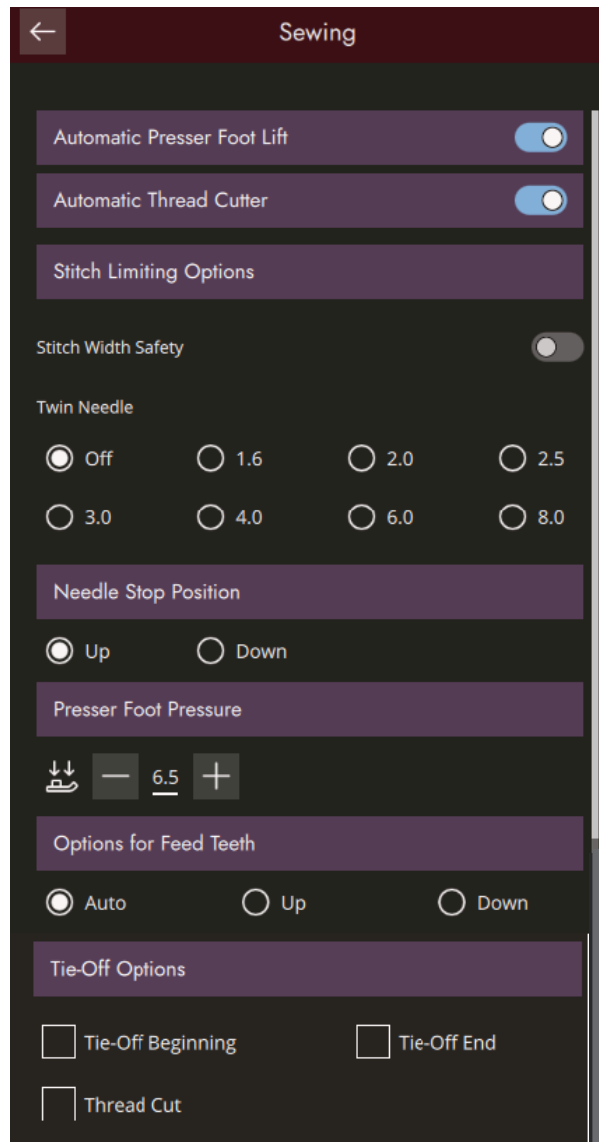 Sewing
Automatic Presser Foot Lift
Automatic Thread Cutter
Stitch Limiting Options
Stitch Width Safety
Twin Needle
Off 1.6 2.0 2.5
3.0 4.0 6.0 8.0
Needle Stop Position
Up Down
Presser Foot Pressure
6.5
Options for Feed Teeth
Auto Up Down
Tie-Off Options
Tie-Off Beginning Tie-Off End
Thread Cut